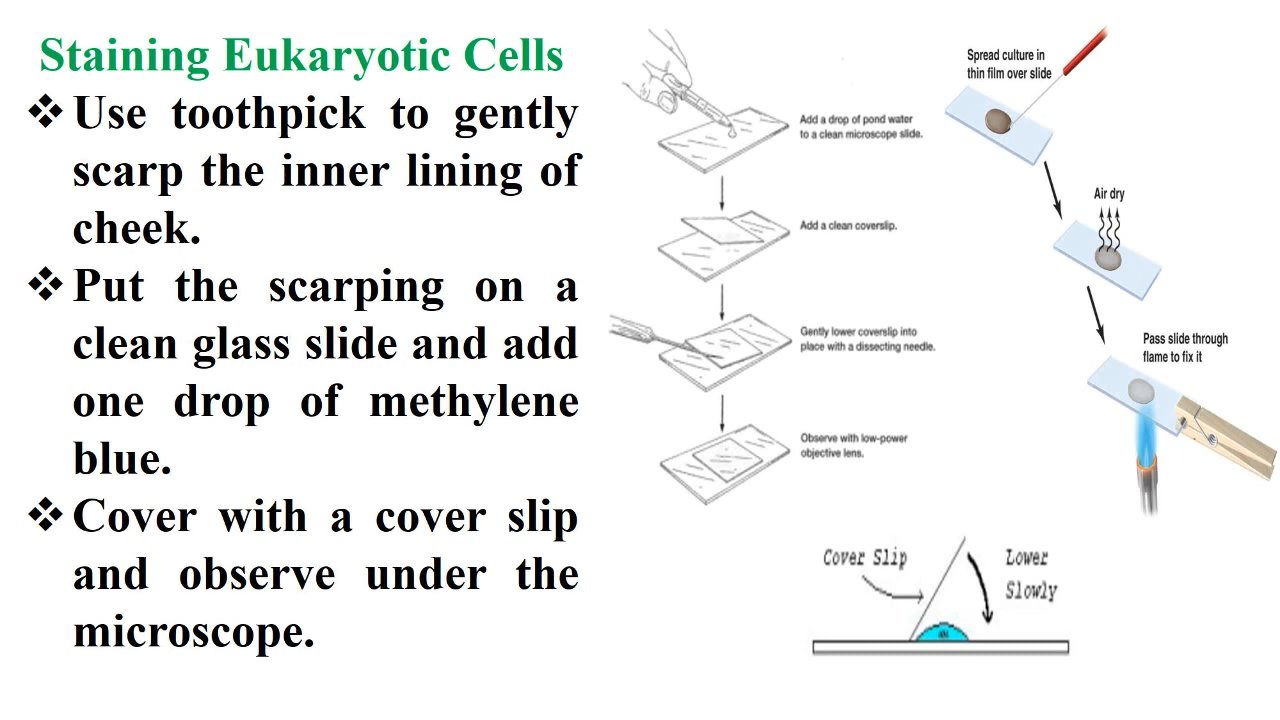 Staining Eukaryotic Cells
❖ Use toothpick to gently
scarp the inner lining of
cheek.
❖ Put the scarping on a
clean glass slide and add
one drop of methylene
blue.
❖ Cover with a cover slip
and observe under the
microscope.
Add a drop of pond water
to a clean microscope slide.
Add a clean coverslip.
Gently lower coverslip into
place with a dissecting needle.
Observe with low-power
objective lens.
Spread culture in
thin film over slide
Air dry
Pass slide through
flame to fix it
Cover Slip
Lower
Slowly